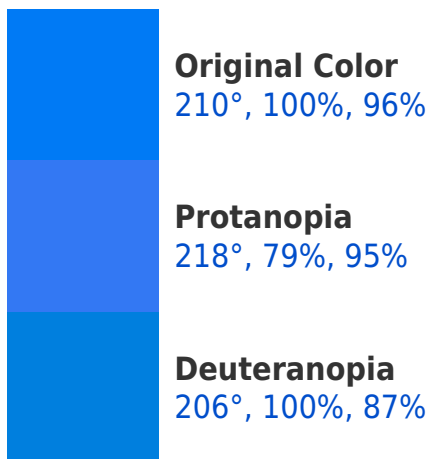 Original Color
210°, 100%, 96%
Protanopia
218°, 79%, 95%
Deuteranopia
206°, 100%, 87%